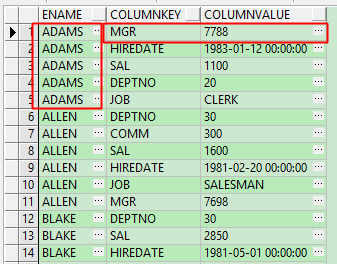 ENAME COLUMNKEY COLUMNVALUE
1 ADAMS ... MGR ... 7788 ...
2 ADAMS ... HIREDATE ... 1983-01-12 00:00:00 ...
3 ADAMS ... SAL ... 1100 ...
4 ADAMS ... DEPTNO ... 20 ...
5 ADAMS ... JOB ... CLERK ...
6 ALLEN ... DEPTNO ... 30 ...
7 ALLEN ... COMM ... 300 ...
8 ALLEN ... SAL ... 1600 ...
9 ALLEN ... HIREDATE ... 1981-02-20 00:00:00 ...
10 ALLEN ... JOB ... SALESMAN ...
11 ALLEN ... MGR ... 7698 ...
12 BLAKE ... DEPTNO ... 30 ...
13 BLAKE ... SAL ... 2850 ...
14 BLAKE ... HIREDATE ... 1981-05-01 00:00:00 ...